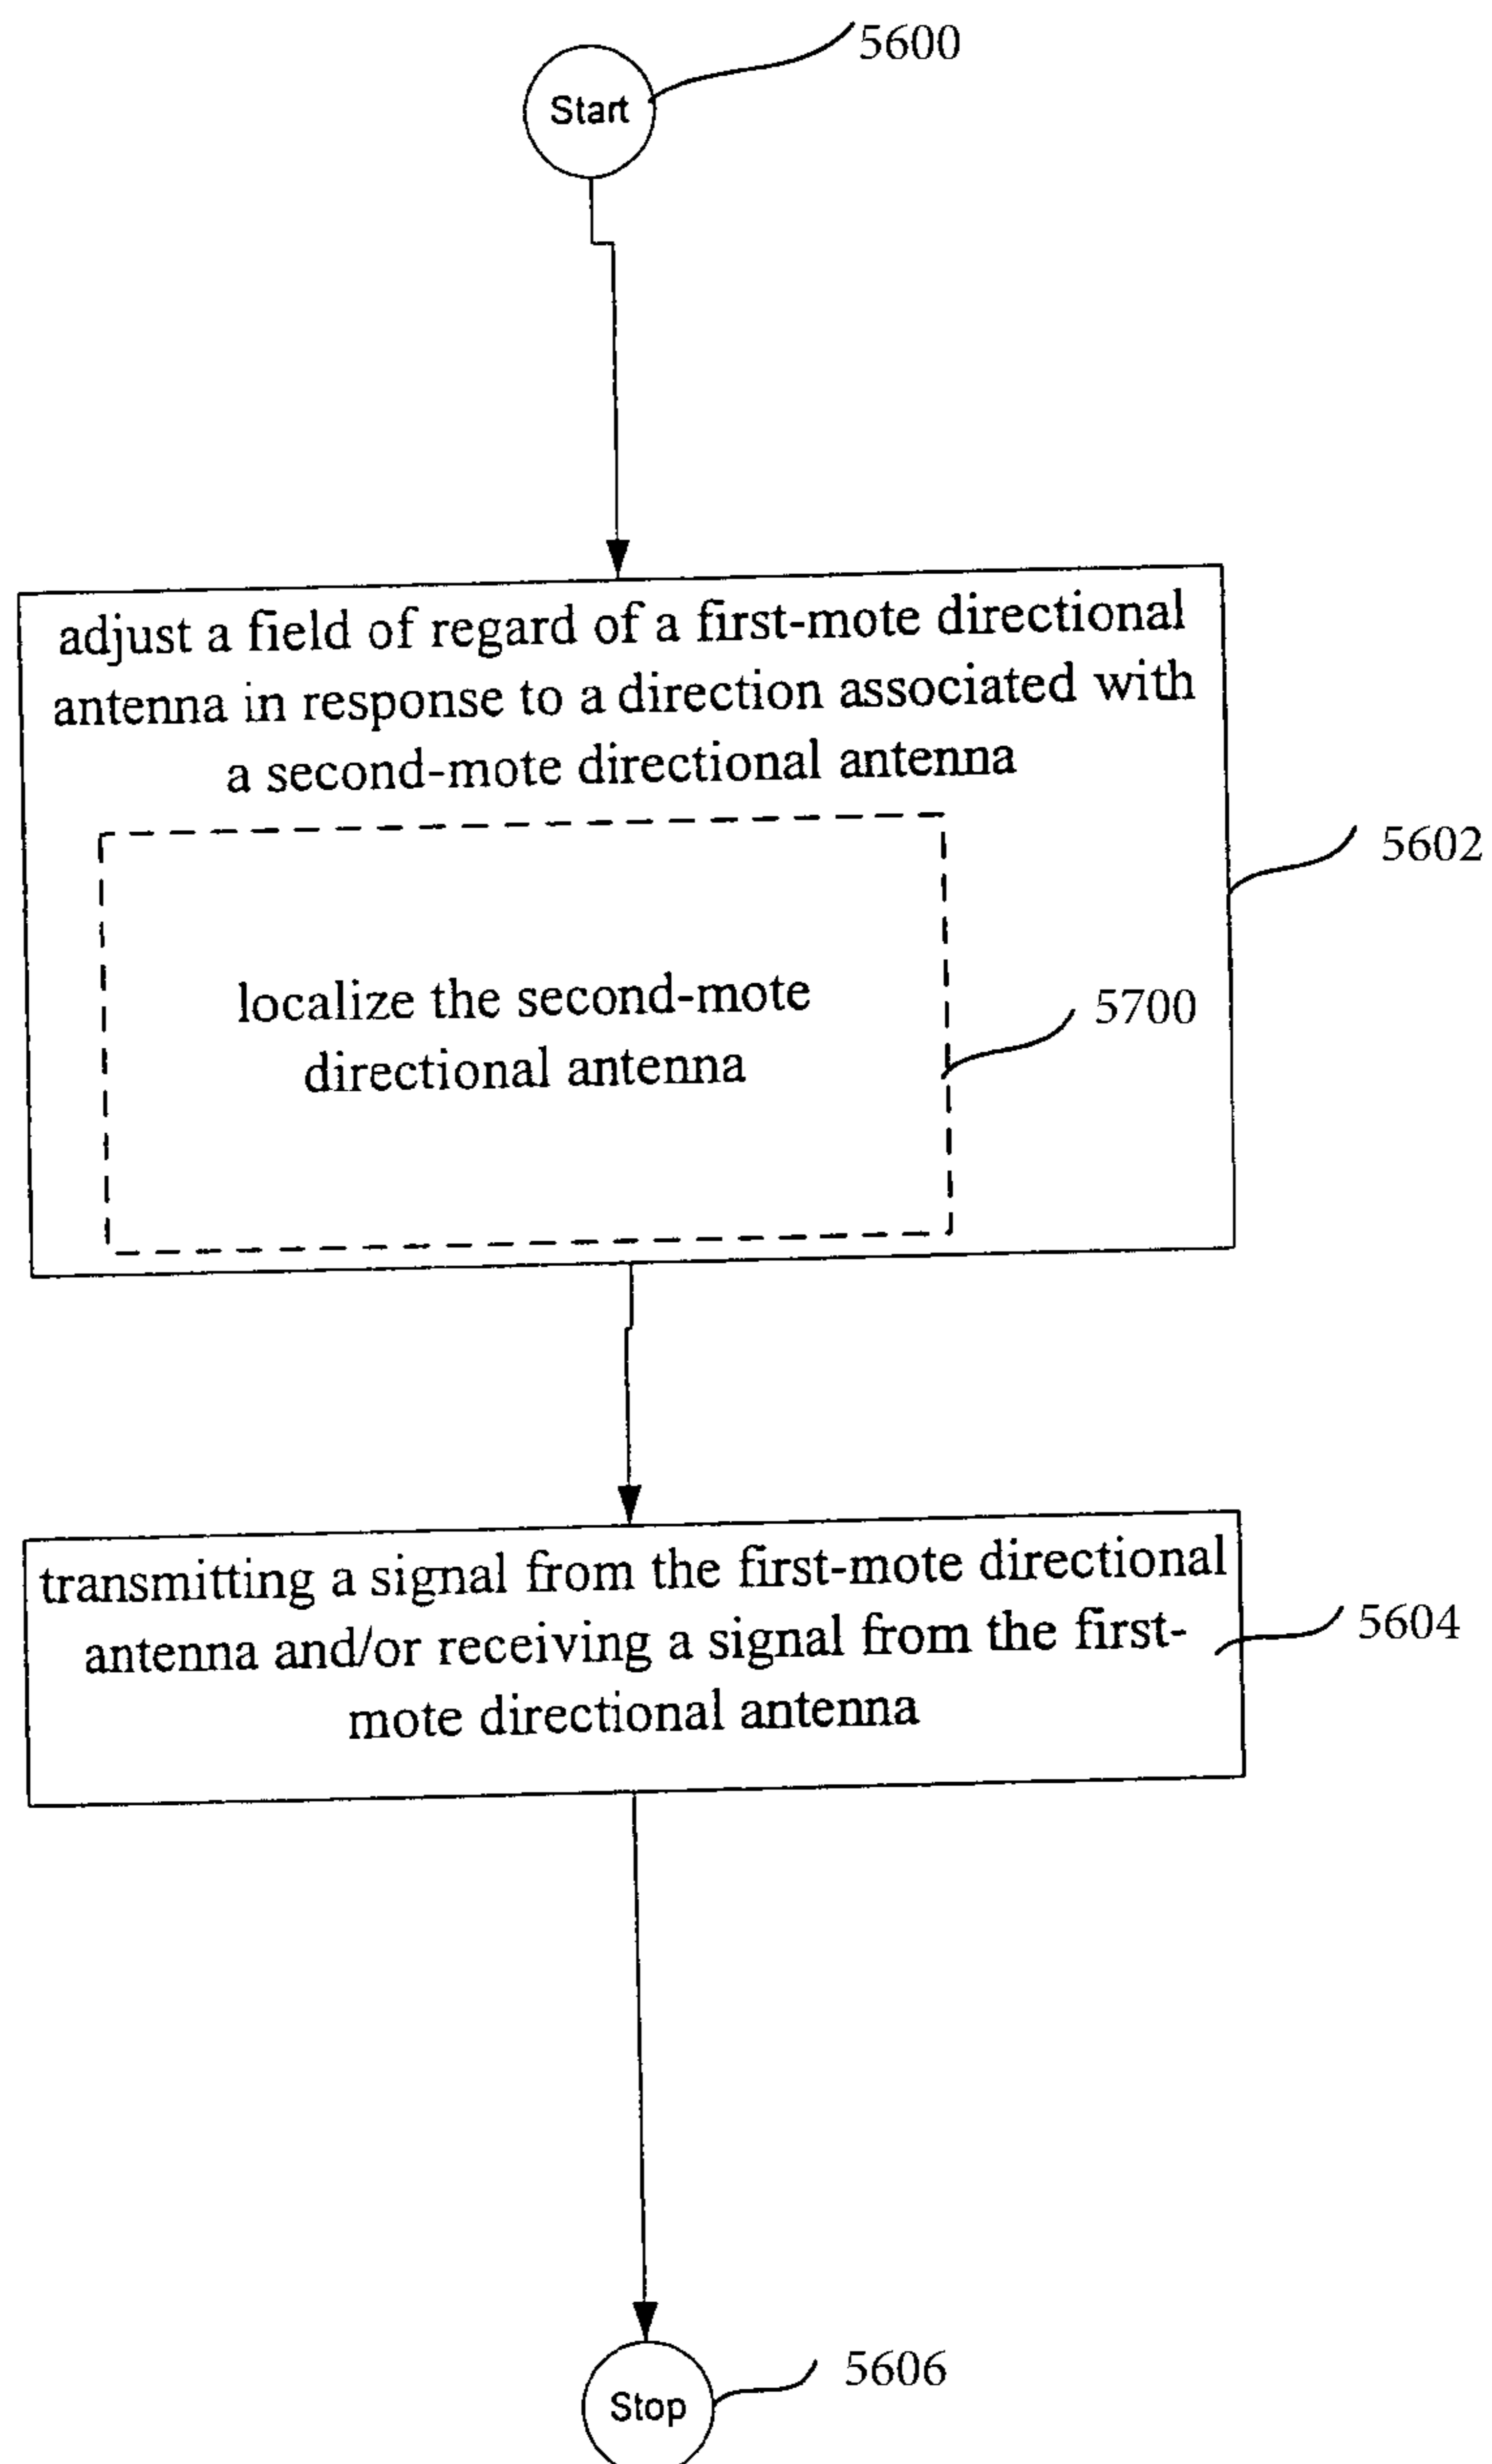 5600
Start
adjust a field of regard of a first-mote directional
antenna in response to a direction associated with
a second-mote directional antenna
5602
localize the second-mote
directional antenna
5700
transmitting a signal from the first-mote directional
antenna and/or receiving a signal from the first-
mote directional antenna
5604
5606
Stop